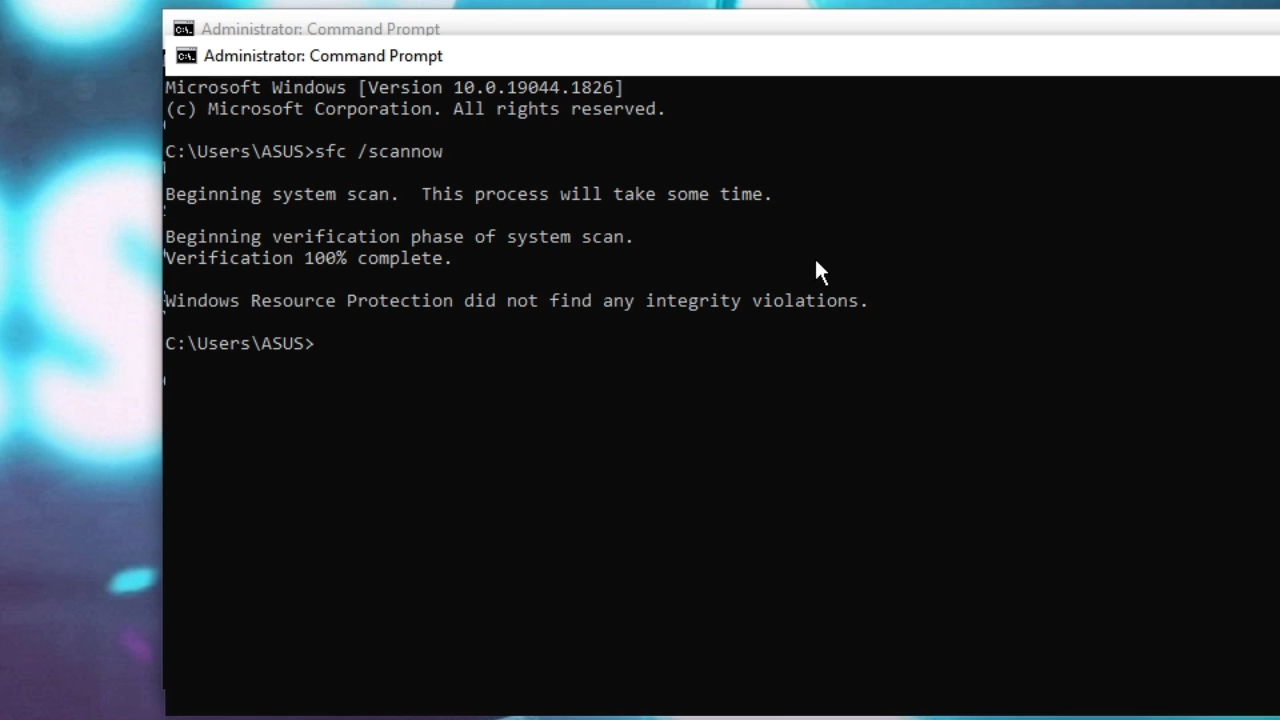 Administrator: Command Prompt
Administrator: Command Prompt
Microsoft Windows [Version 10.0.19044.1826]
(c) Microsoft Corporation. All rights reserved.
C:\Users\ASUS>sfc /scannow
Beginning system scan.  This process will take some time.
Beginning verification phase of system scan.
Verification 100% complete.
Windows Resource Protection did not find any integrity violations.
C:\Users\ASUS>